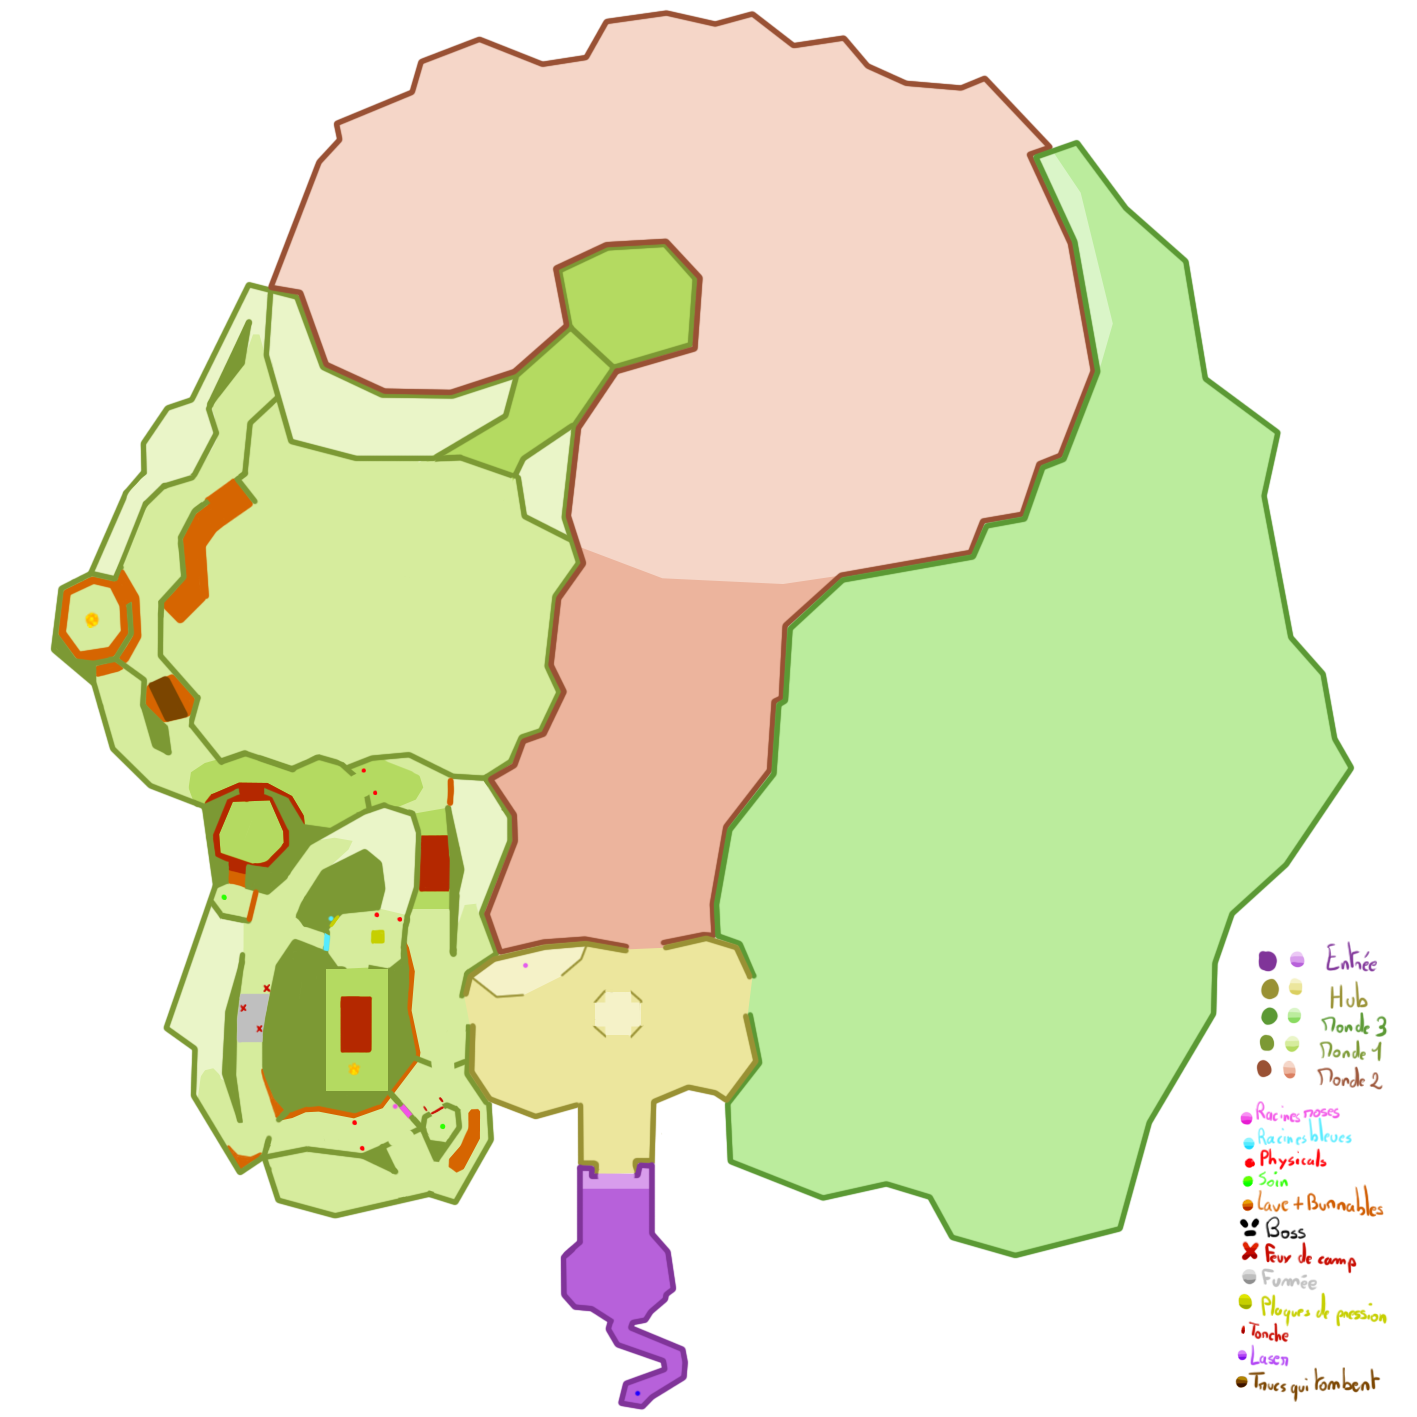 Entrée
Hub
Monde 3
Monde 1
Monde 2
Racines roses
Racines bleues
Physicals
Soin
Lave + Burnables
Boss
Feux de camp
Fumée
Plaques de pression
Torche
Laser
Trucs qui tombent